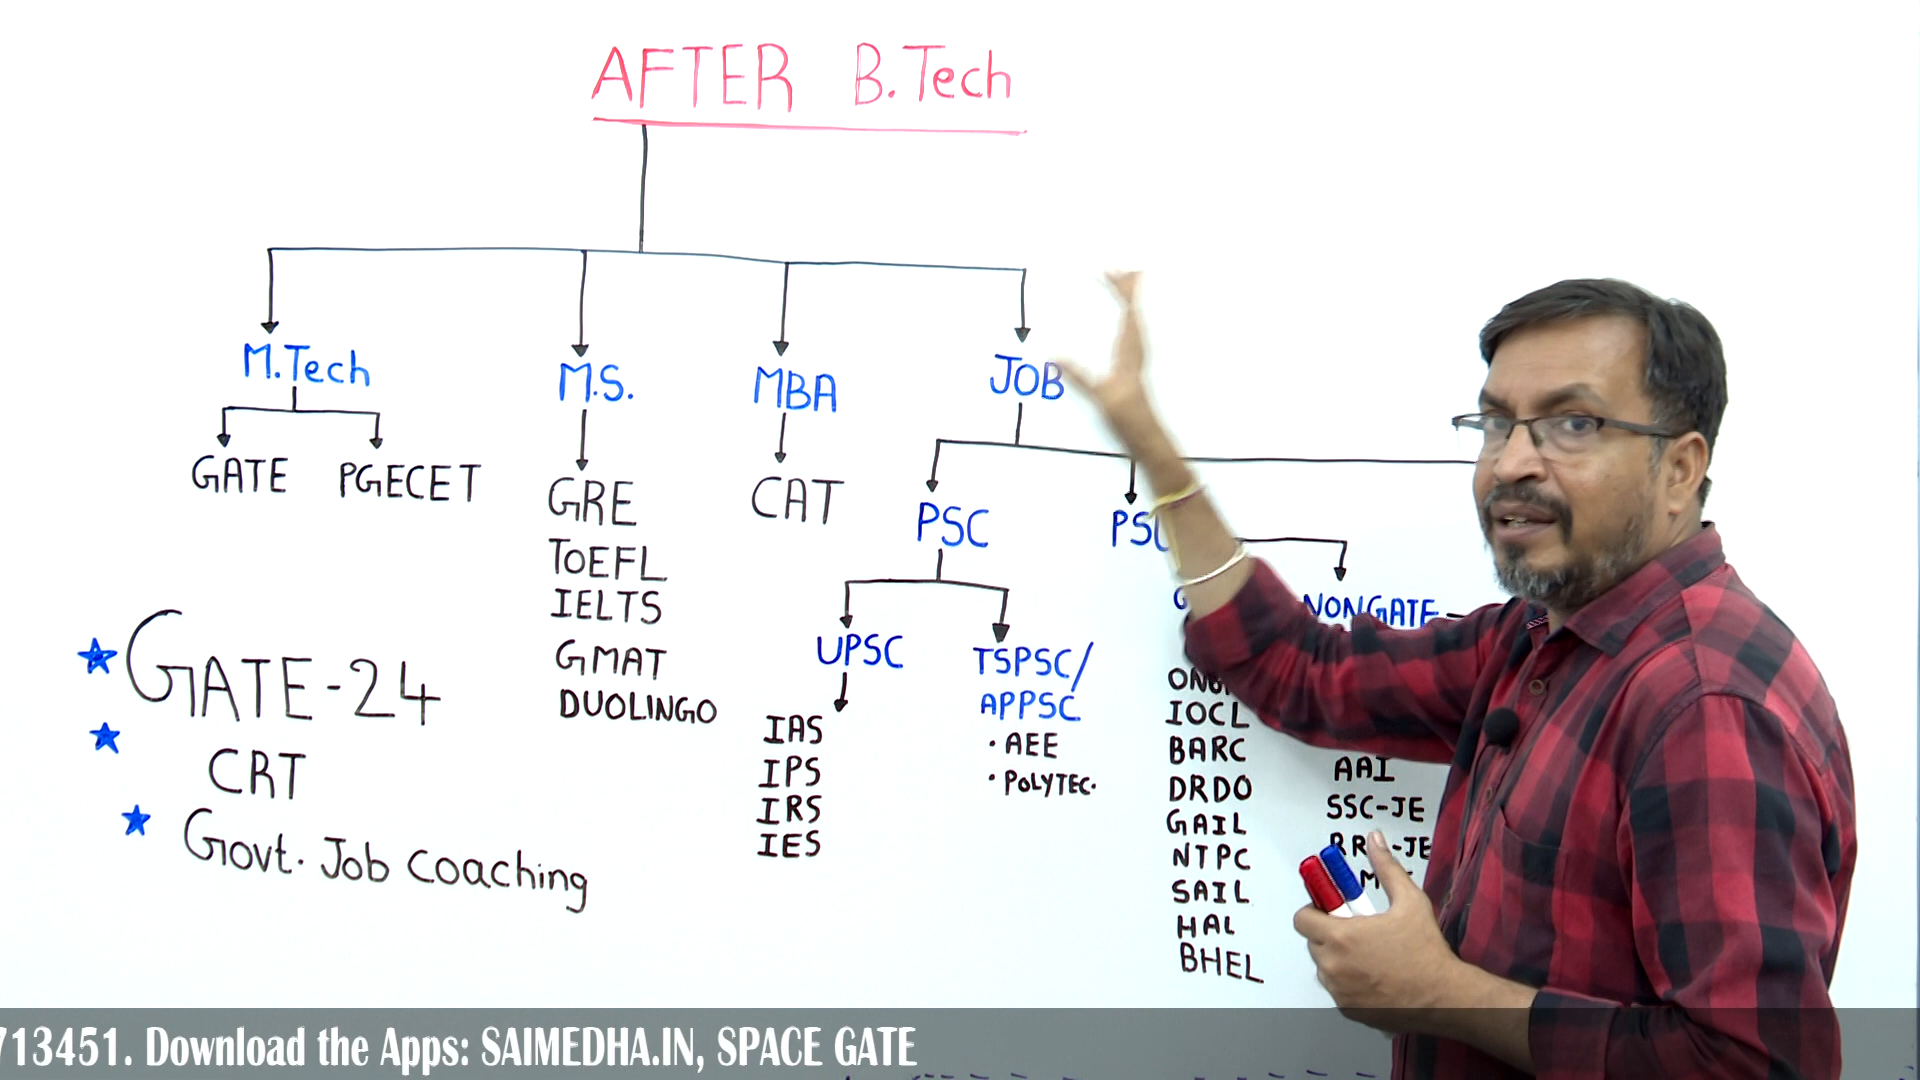 AFTER B.Tech
M.Tech
M.S.
MBA
JOB
GATE PGECET
GRE
TOEFL
IELTS
GMAT
DUOLINGO
CAT
PSC
UPSC
IAS
IPS
IRS
IES
TSPSC/
APPSC
• AEE
• POLYTEC.
NONGATE
IOCL
BARC
DRDO
GAIL
NTPC
SAIL
HAL
BHEL
AAI
SSC-JE
GATE-24
CRT
Govt. Job coaching
713451. Download the Apps: SAIMEDHA.IN, SPACE GATE